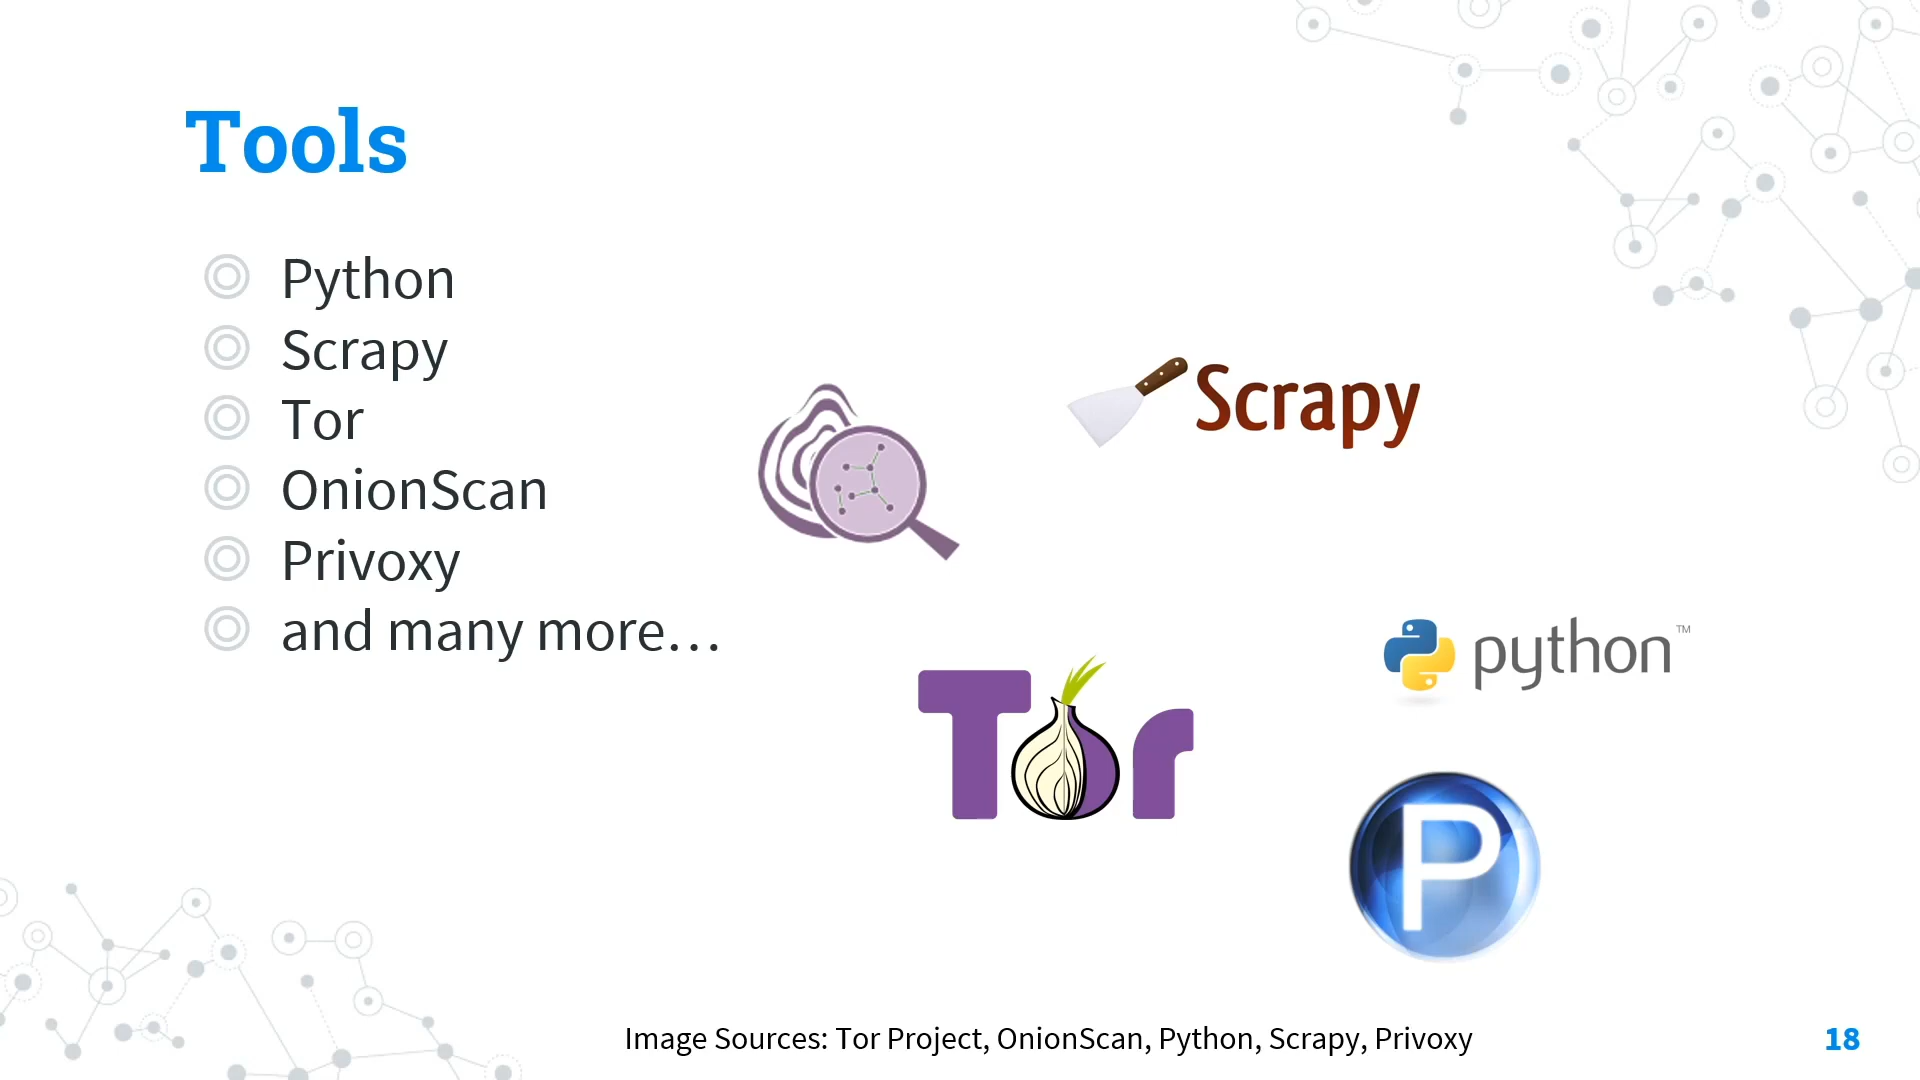 Tools
Python
Scrapy
Tor
OnionScan
Privoxy
and many more…
Scrapy
python™
Tor
P
Image Sources: Tor Project, OnionScan, Python, Scrapy, Privoxy
18